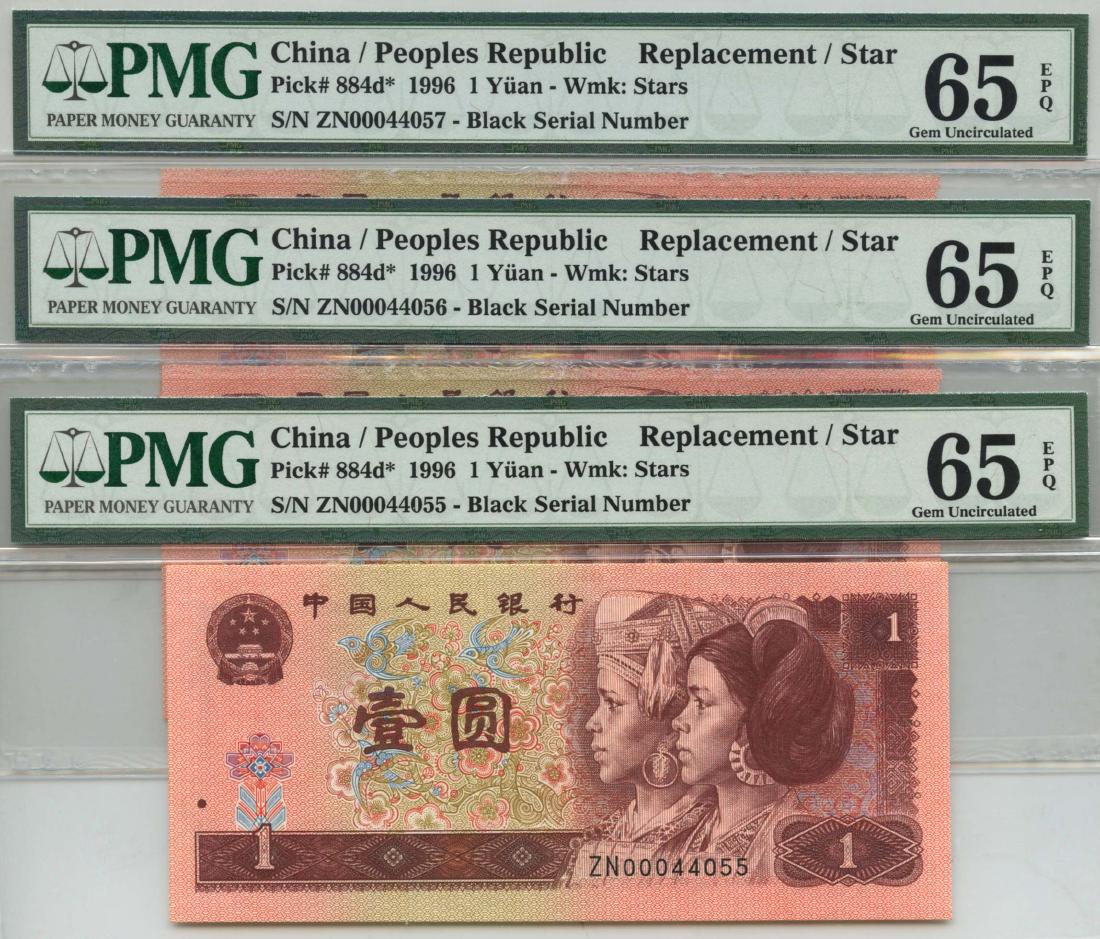 PMG
PAPER MONEY GUARANTY
China / Peoples Republic Replacement / Star
Pick# 884d* 1996 1 Yüan - Wmk: Stars
S/N ZN00044057 - Black Serial Number
65 EPQ
Gem Uncirculated
PMG
PAPER MONEY GUARANTY
China / Peoples Republic Replacement / Star
Pick# 884d* 1996 1 Yüan - Wmk: Stars
S/N ZN00044056 - Black Serial Number
65 EPQ
Gem Uncirculated
PMG
PAPER MONEY GUARANTY
China / Peoples Republic Replacement / Star
Pick# 884d* 1996 1 Yüan - Wmk: Stars
S/N ZN00044055 - Black Serial Number
65 EPQ
Gem Uncirculated
中国人民银行
1
壹圆
1
ZN00044055
1